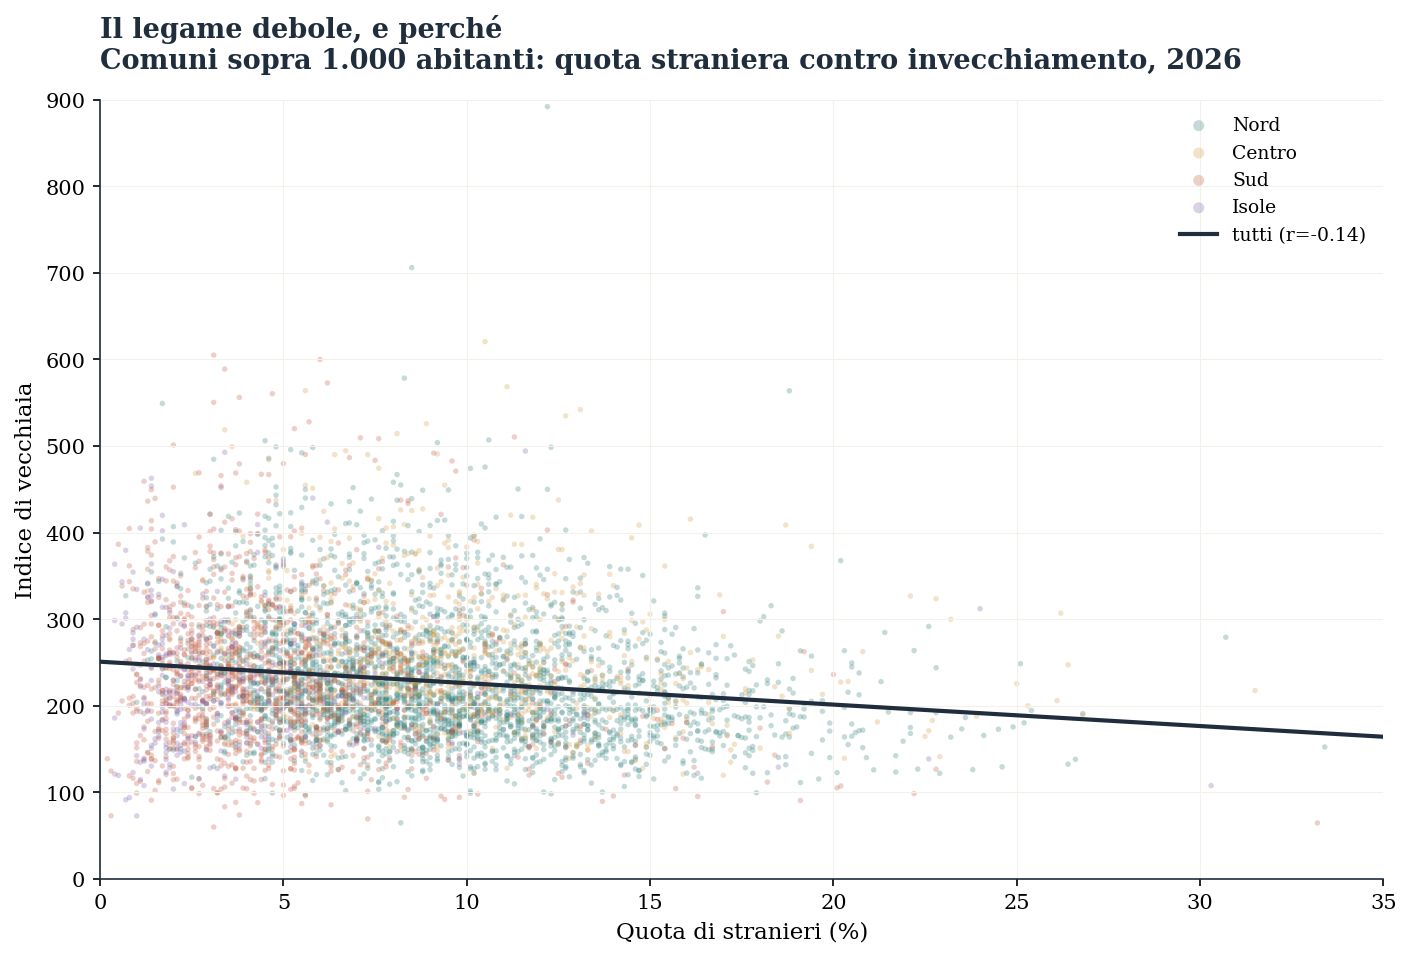 Il legame debole, e perché
Comuni sopra 1.000 abitanti: quota straniera contro invecchiamento, 2026
900
800
700
600
500
400
300
200
100
0
Indice di vecchiaia
Nord
Centro
Sud
Isole
tutti (r=-0.14)
0 5 10 15 20 25 30 35
Quota di stranieri (%)